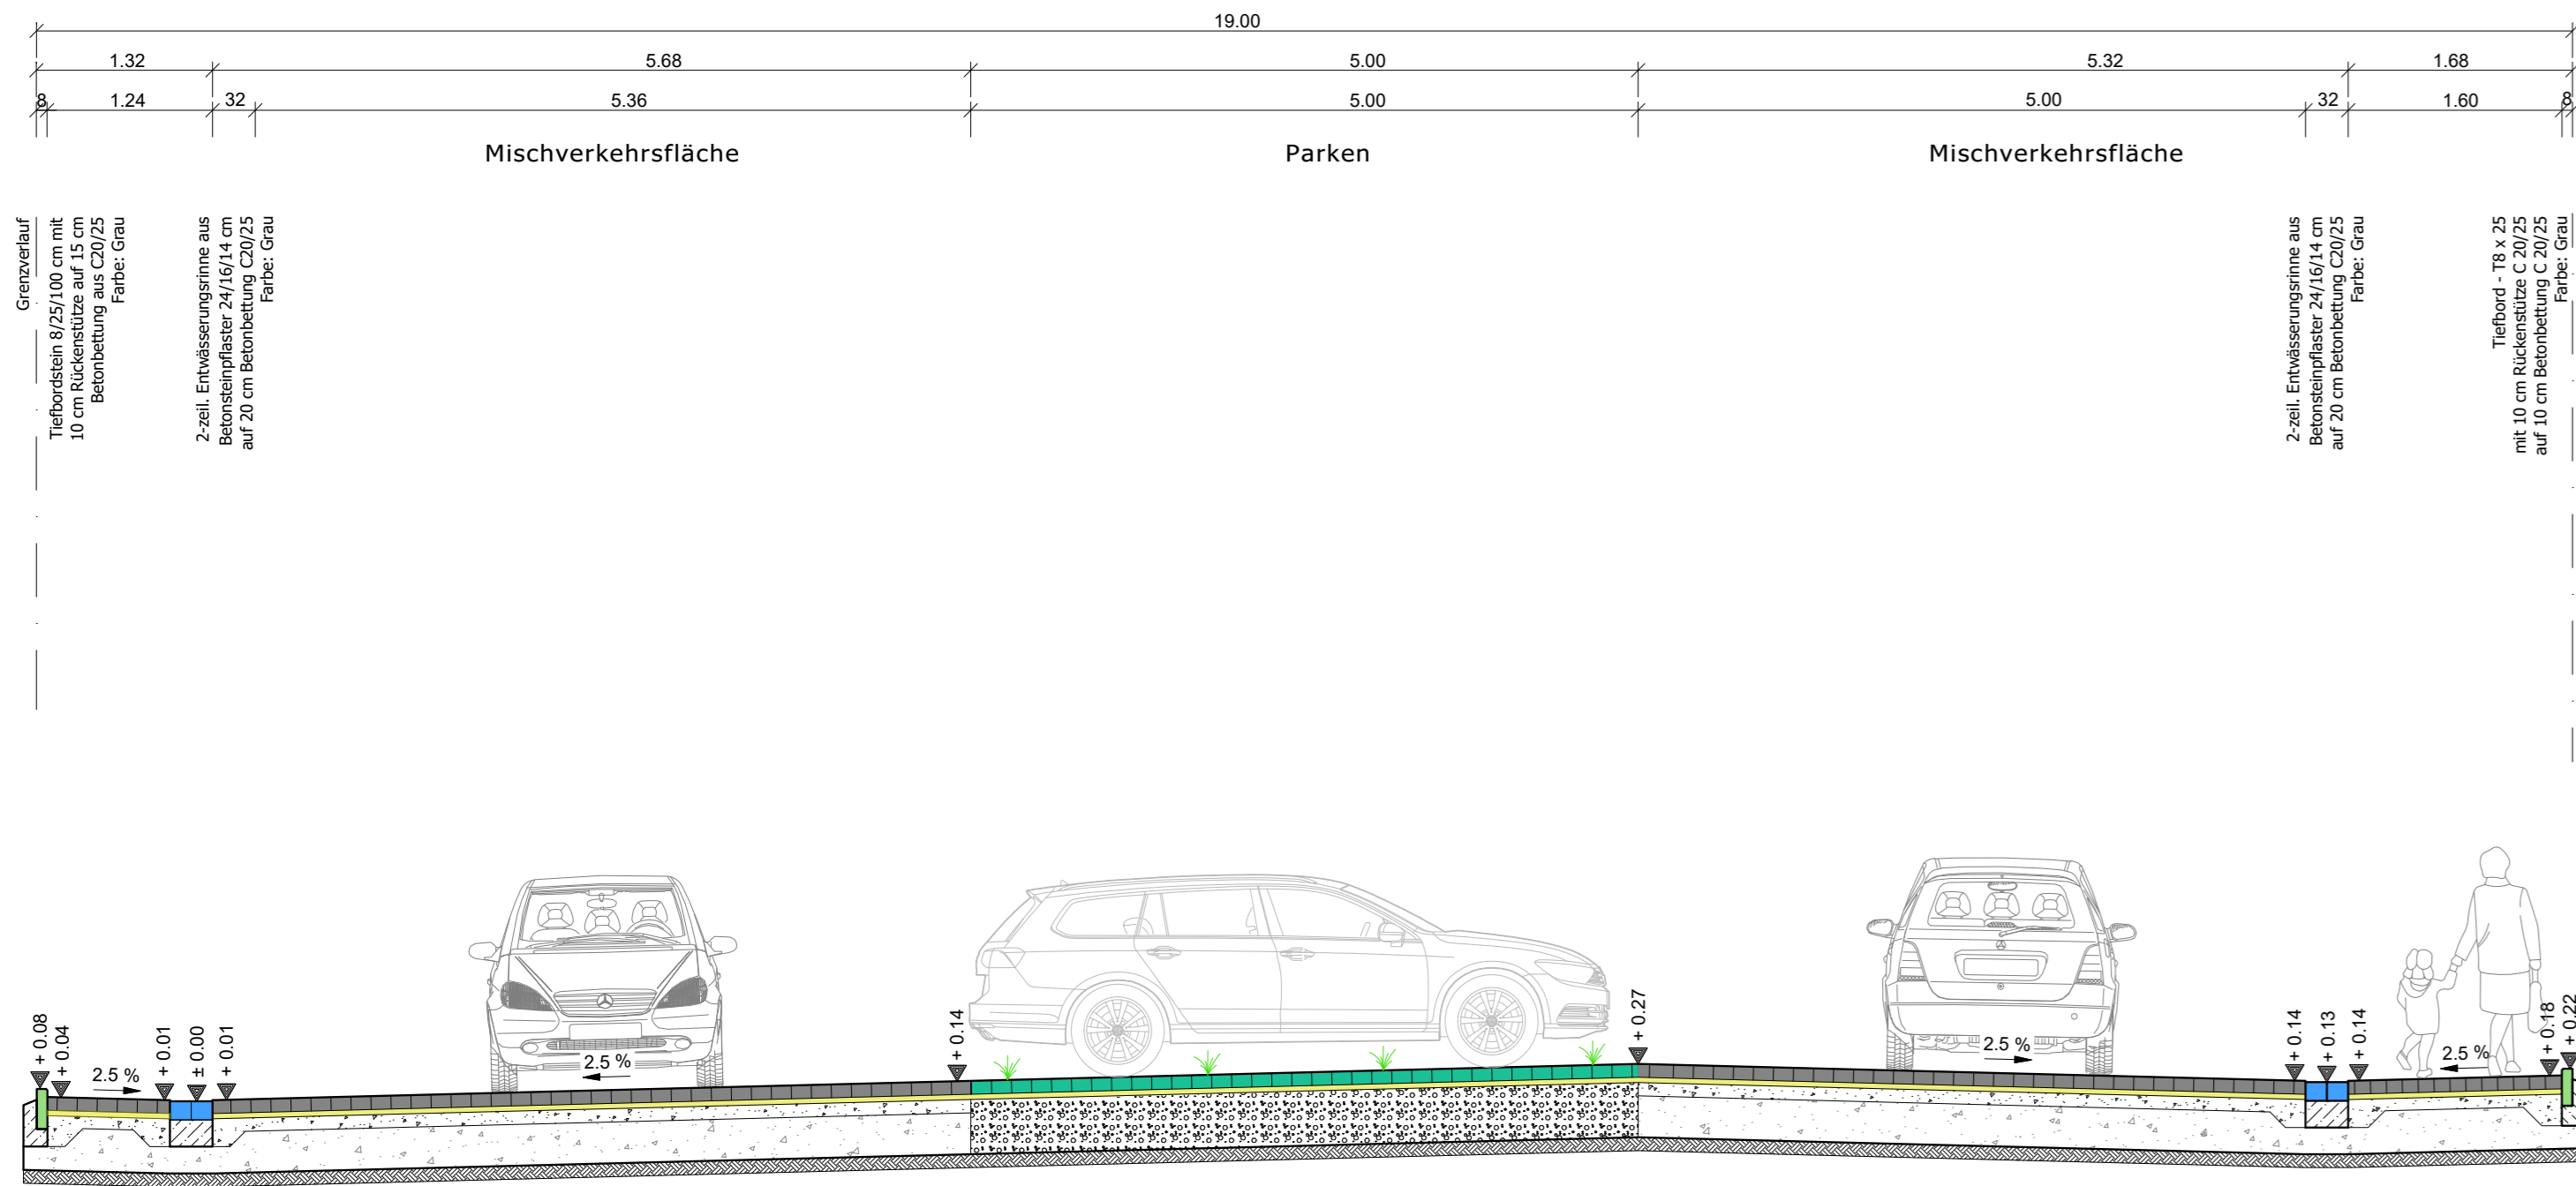 19.00
1.32 5.68 5.00 5.32 1.68
8 1.24 32 5.36 5.00 5.00 32 1.60 8
Mischverkehrsfläche Parken Mischverkehrsfläche
Grenzverlauf
Tiefbordstein 8/25/100 cm mit
10 cm Rückenstütze auf 15 cm
Betonbettung aus C20/25
Farbe: Grau
2-zeil. Entwässerungsrinne aus
Betonsteinpflaster 24/16/14 cm
auf 20 cm Betonbettung C20/25
Farbe: Grau
2-zeil. Entwässerungsrinne aus
Betonsteinpflaster 24/16/14 cm
auf 20 cm Betonbettung C20/25
Farbe: Grau
Tiefbord - T8 x 25
mit 10 cm Rückenstütze C 20/25
auf 10 cm Betonbettung C 20/25
Farbe: Grau
+ 0.08
+ 0.04
2.5 %
+ 0.01
± 0.00
+ 0.01
2.5 %
+ 0.14
+ 0.27
2.5 %
+ 0.14
+ 0.13
+ 0.14
2.5 %
+ 0.18
+ 0.22